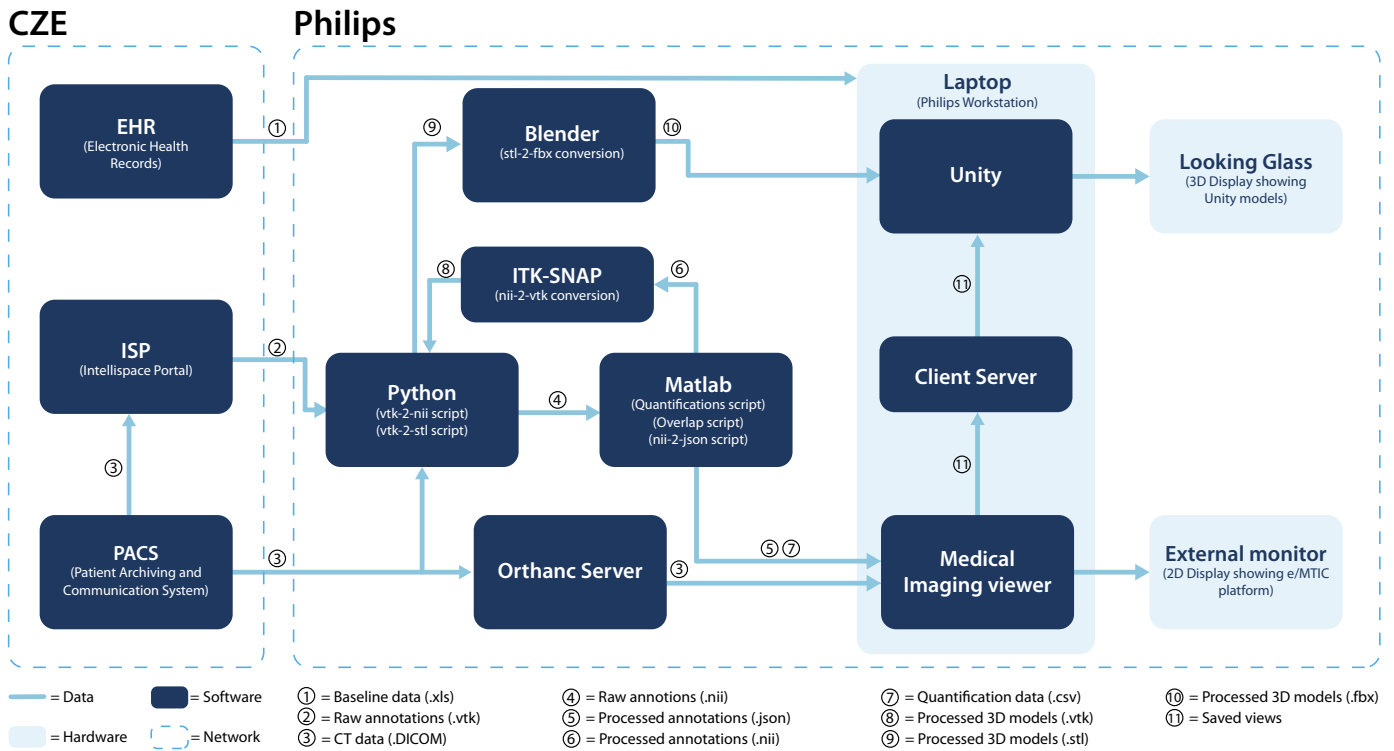 CZE
Philips
EHR
(Electronic Health
Records)
①
ISP
(Intellispace Portal)
②
③
PACS
(Patient Archiving and
Communication System)
③
⑨
Blender
(stl-2-fbx conversion)
⑩
⑧
ITK-SNAP
(nii-2-vtk conversion)
⑥
Python
(vtk-2-nii script)
(vtk-2-stl script)
④
Matlab
(Quantifications script)
(Overlap script)
(nii-2-json script)
⑤ ⑦
Orthanc Server
③
Laptop
(Philips Workstation)
Unity
⑪
Client Server
⑪
Medical
Imaging viewer
Looking Glass
(3D Display showing
Unity models)
External monitor
(2D Display showing e/MTIC
platform)
= Data
= Software
= Hardware
= Network
① = Baseline data (.xls)
② = Raw annotations (.vtk)
③ = CT data (.DICOM)
④ = Raw annotions (.nii)
⑤ = Processed annotations (.json)
⑥ = Processed annotations (.nii)
⑦ = Quantification data (.csv)
⑧ = Processed 3D models (.vtk)
⑨ = Processed 3D models (.stl)
⑩ = Processed 3D models (.fbx)
⑪ = Saved views